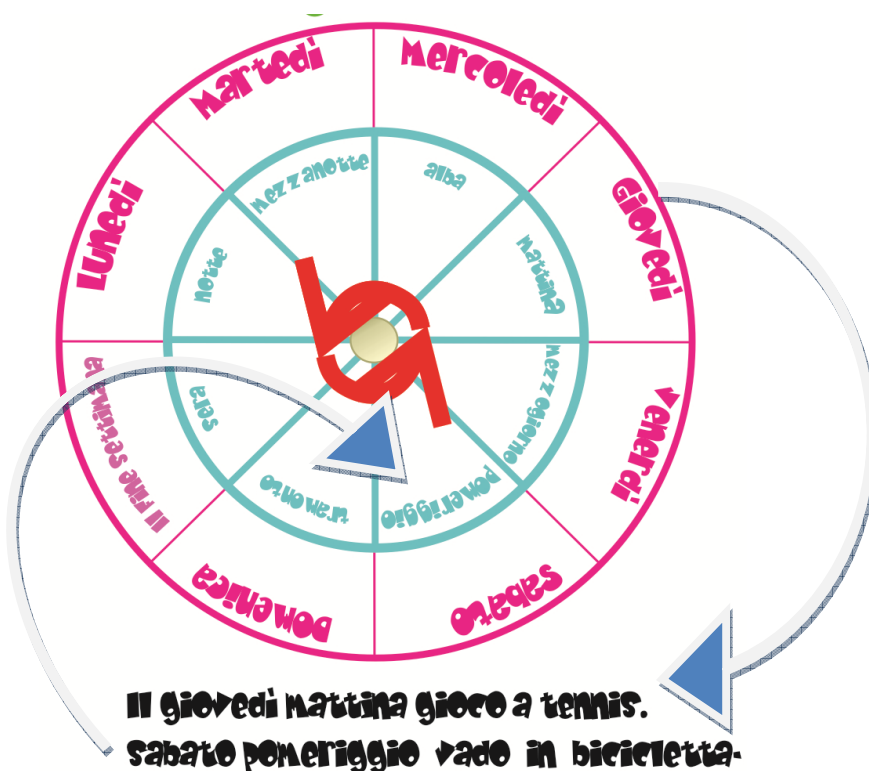 Martedì
Mercoledì
Giovedì
Venerdì
Sabato
Domenica
Il fine settimana
Lunedì
mezzanotte
alba
mattina
mezzogiorno
pomeriggio
tramonto
sera
notte
Il giovedì mattina gioco a tennis.
Sabato pomeriggio vado in bicicletta-